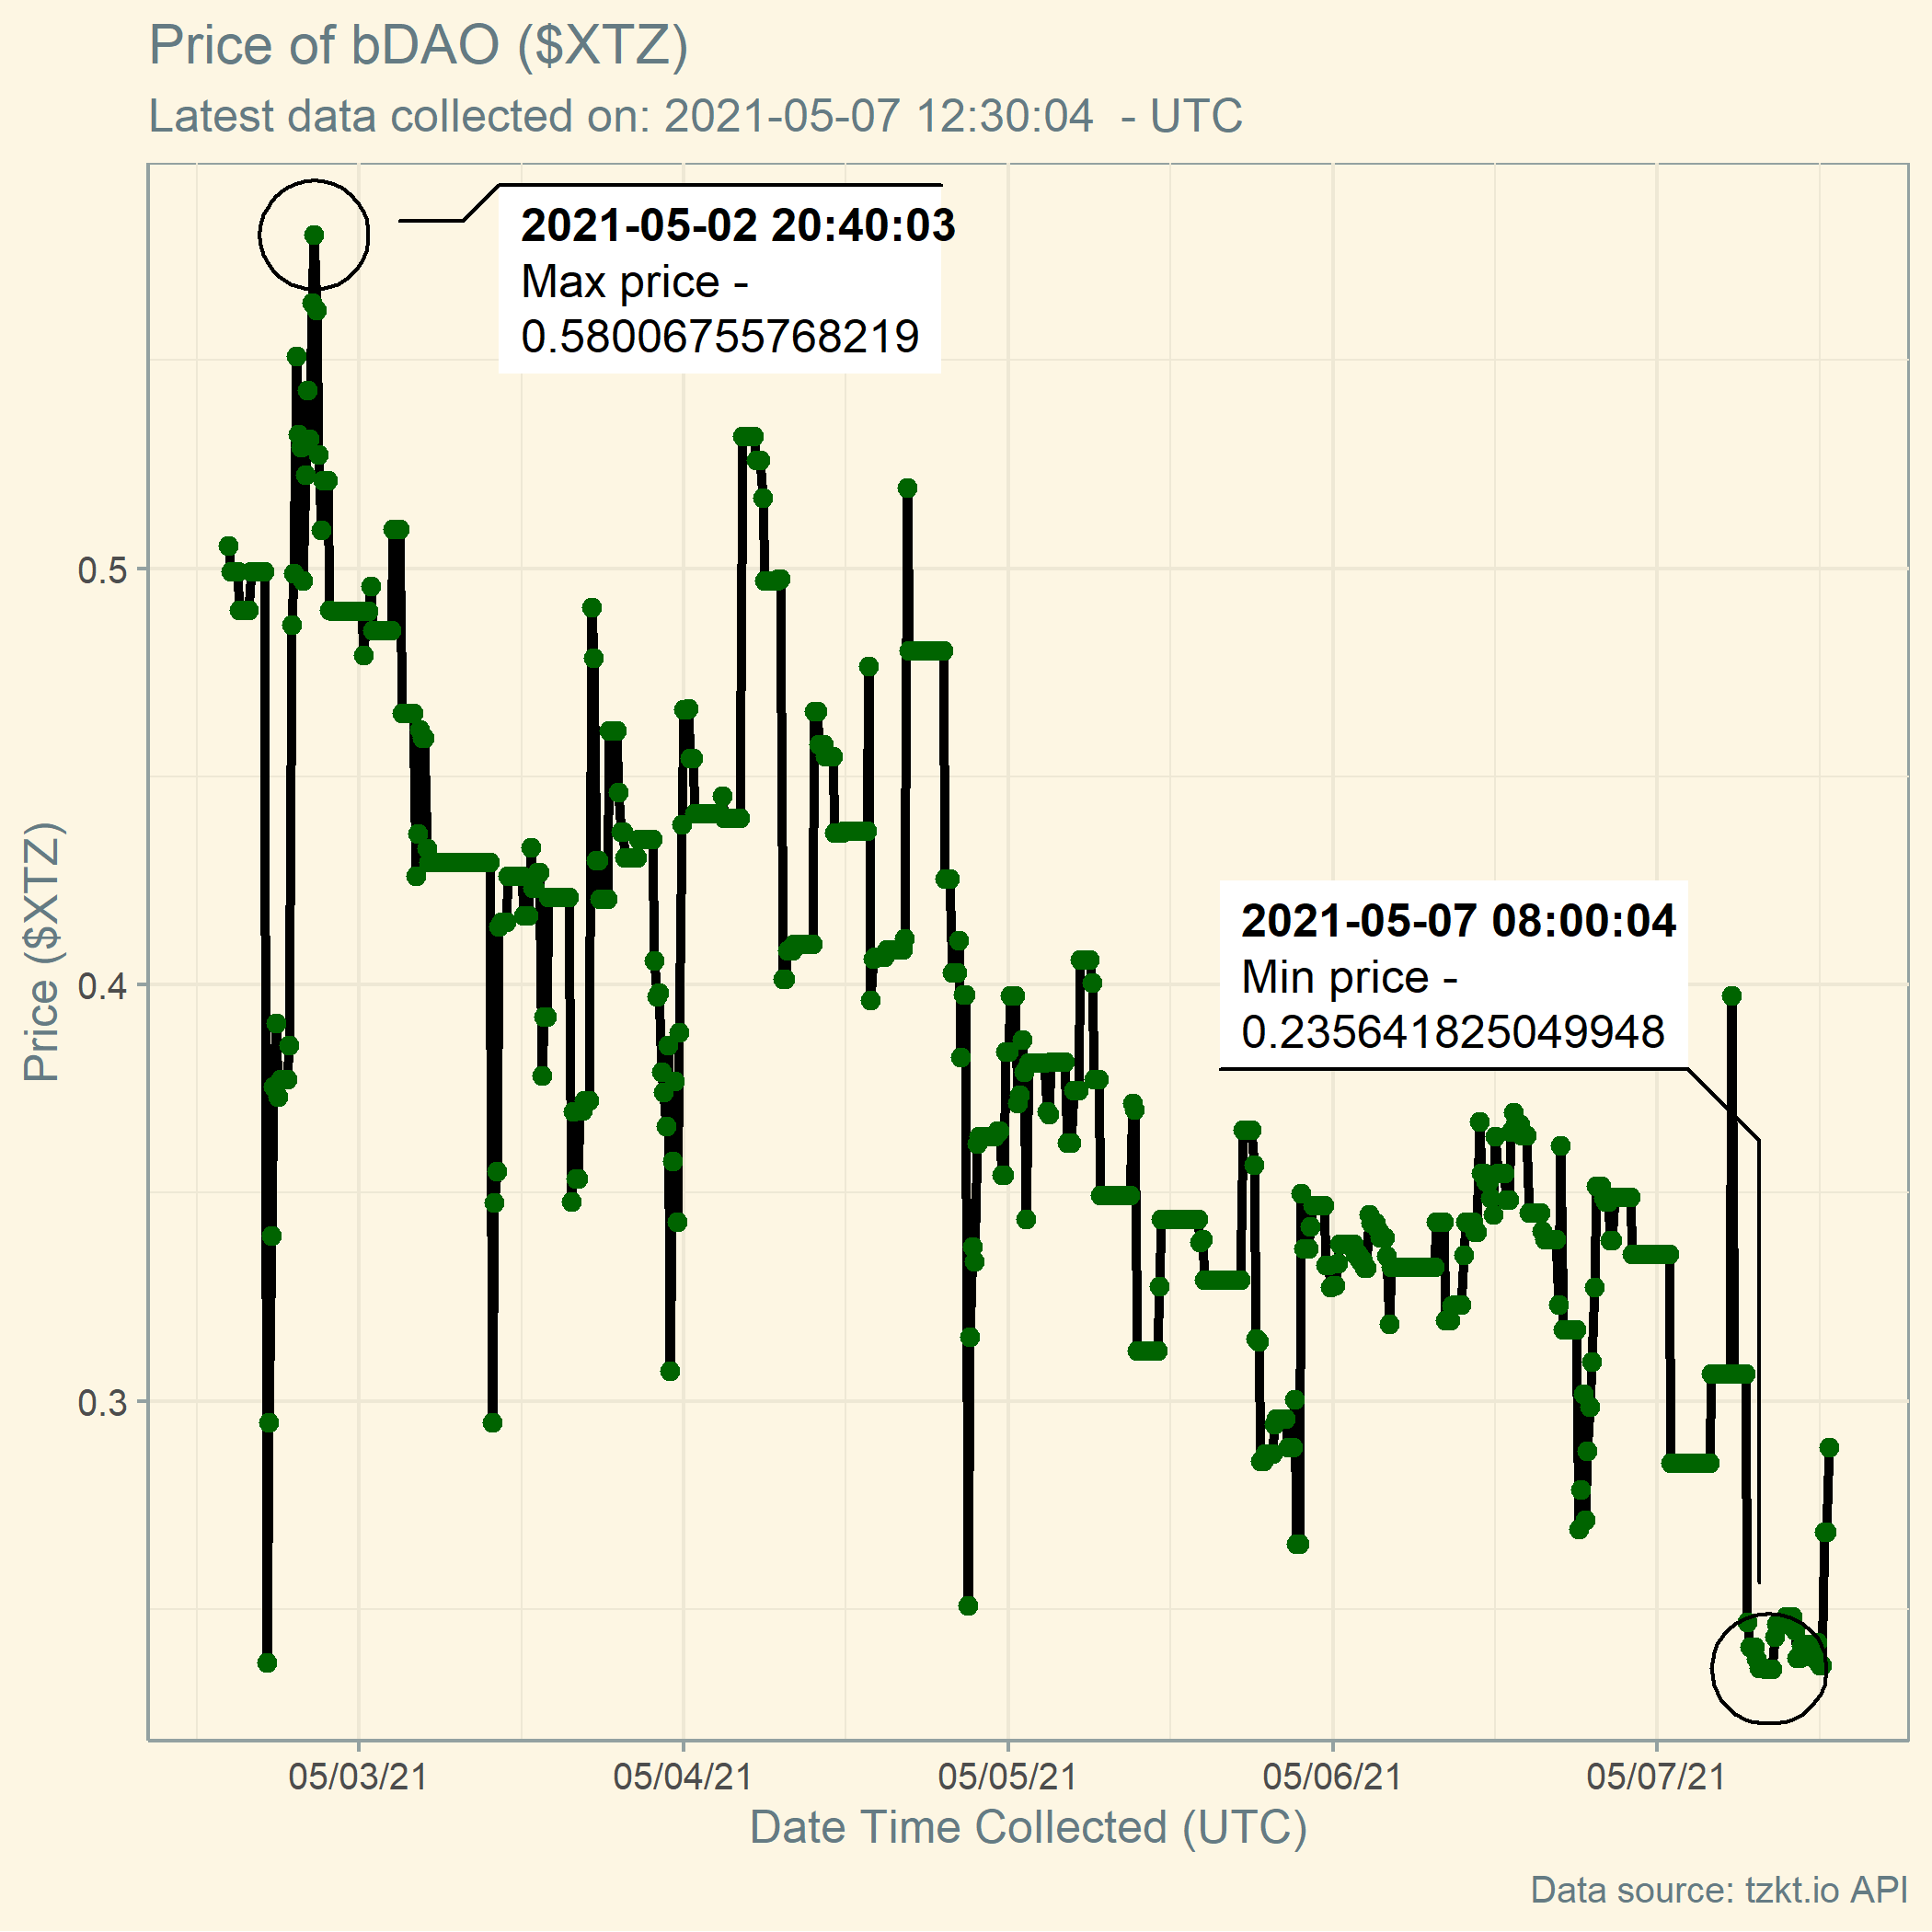 Price of bDAO ($XTZ)
Latest data collected on: 2021-05-07 12:30:04  - UTC
2021-05-02 20:40:03
Max price -
0.58006755768219
0.5
2021-05-07 08:00:04
Min price -
0.235641825049948
0.4
Price ($XTZ)
0.3
05/03/21
05/04/21
05/05/21
05/06/21
05/07/21
Date Time Collected (UTC)
Data source: tzkt.io API